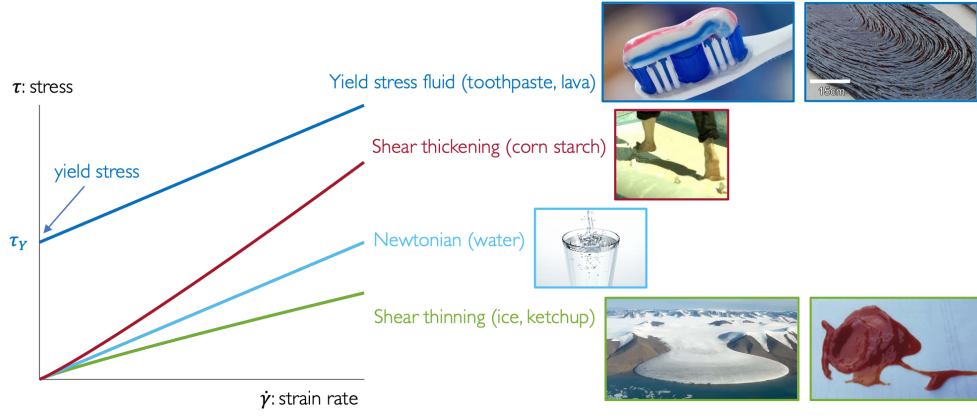 τ: stress
Yield stress fluid (toothpaste, lava)
15cm
Shear thickening (corn starch)
yield stress
τY
Newtonian (water)
Shear thinning (ice, ketchup)
γ̇: strain rate